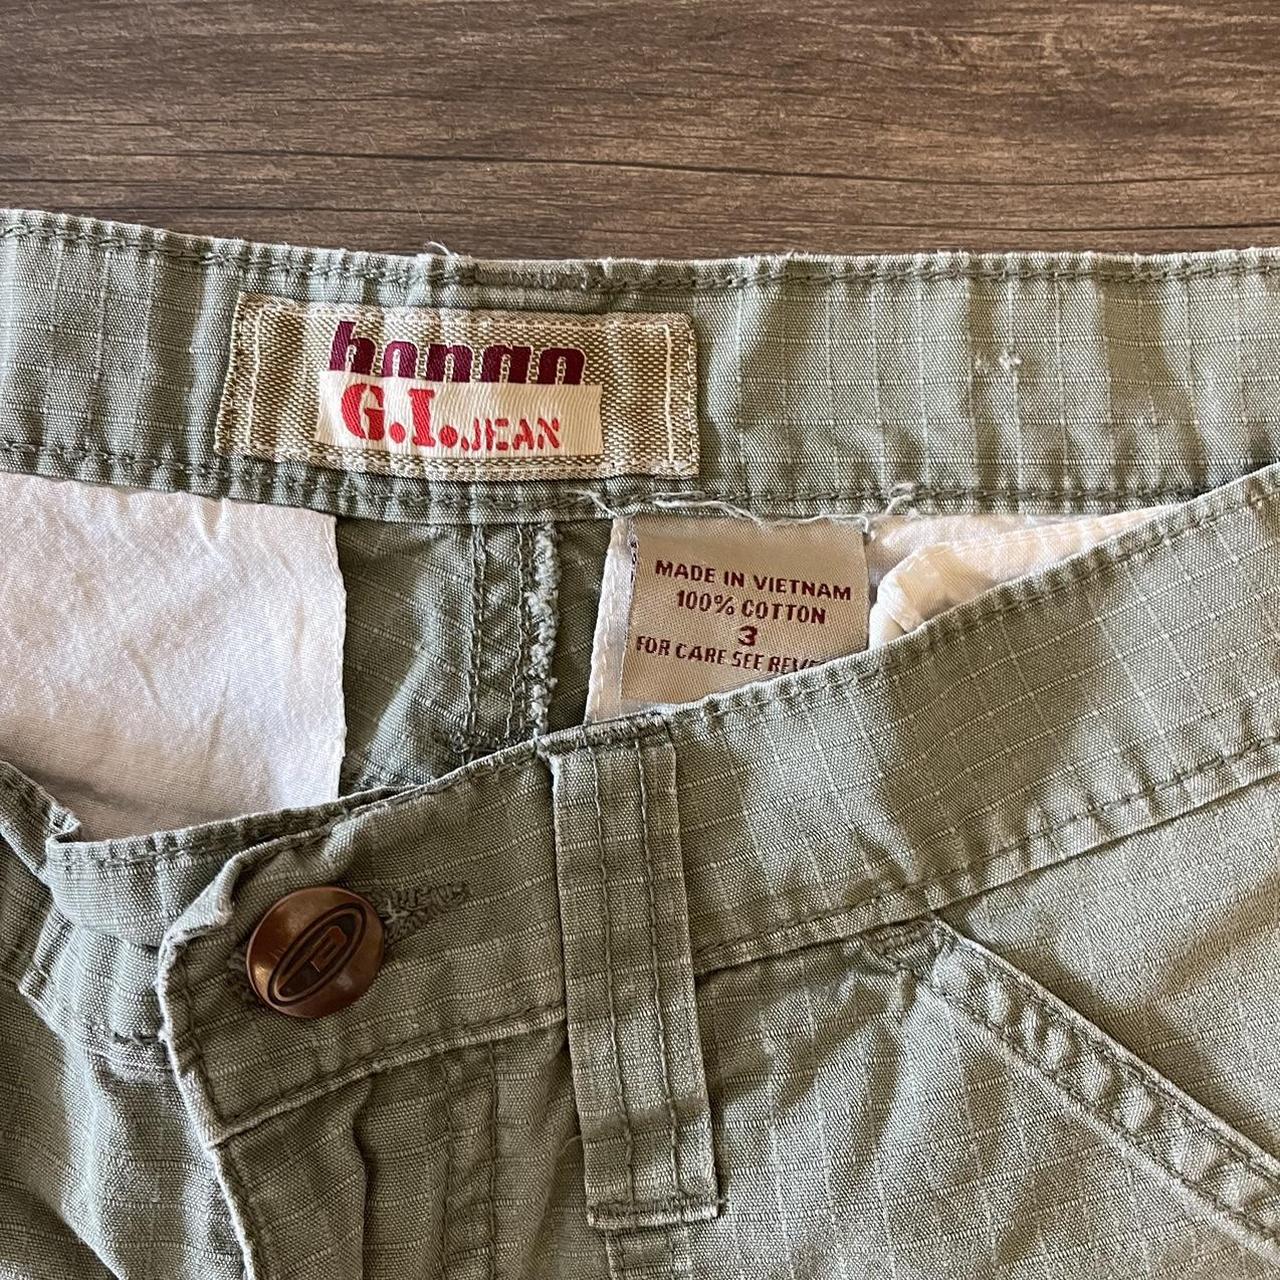 bongo
G.I. JEAN
MADE IN VIETNAM
100% COTTON
3
FOR CARE SEE